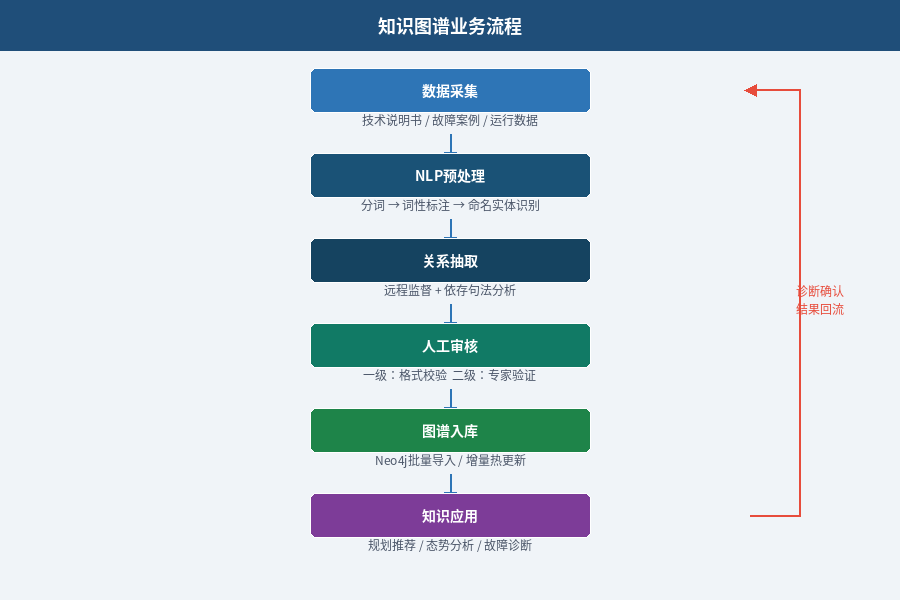 知识图谱业务流程
数据采集
技术说明书 / 故障案例 / 运行数据
NLP预处理
分词 → 词性标注 → 命名实体识别
关系抽取
远程监督 + 依存句法分析
诊断确认
结果回流
人工审核
一级：格式校验 二级：专家验证
图谱入库
Neo4j批量导入 / 增量热更新
知识应用
规划推荐 / 态势分析 / 故障诊断